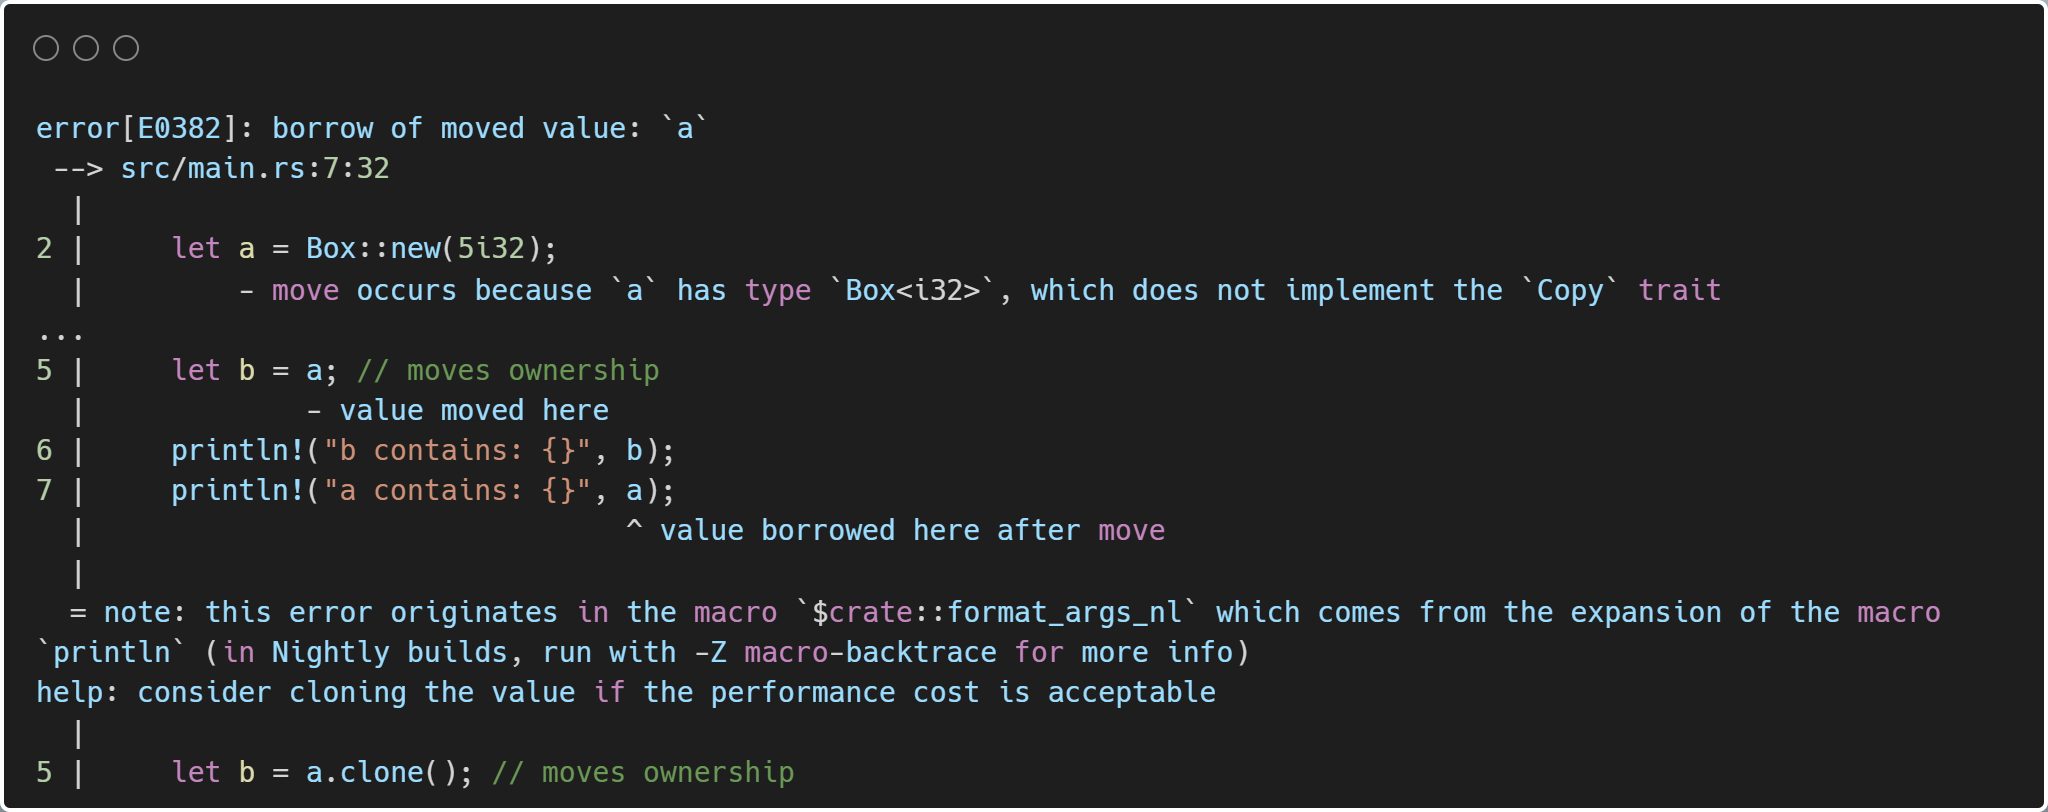 error[E0382]: borrow of moved value: `a`
 --> src/main.rs:7:32
  |
2 |     let a = Box::new(5i32);
  |         - move occurs because `a` has type `Box<i32>`, which does not implement the `Copy` trait
...
5 |     let b = a; // moves ownership
  |             - value moved here
6 |     println!("b contains: {}", b);
7 |     println!("a contains: {}", a);
  |                                ^ value borrowed here after move
  |
  = note: this error originates in the macro `$crate::format_args_nl` which comes from the expansion of the macro
`println` (in Nightly builds, run with -Z macro-backtrace for more info)
help: consider cloning the value if the performance cost is acceptable
  |
5 |     let b = a.clone(); // moves ownership